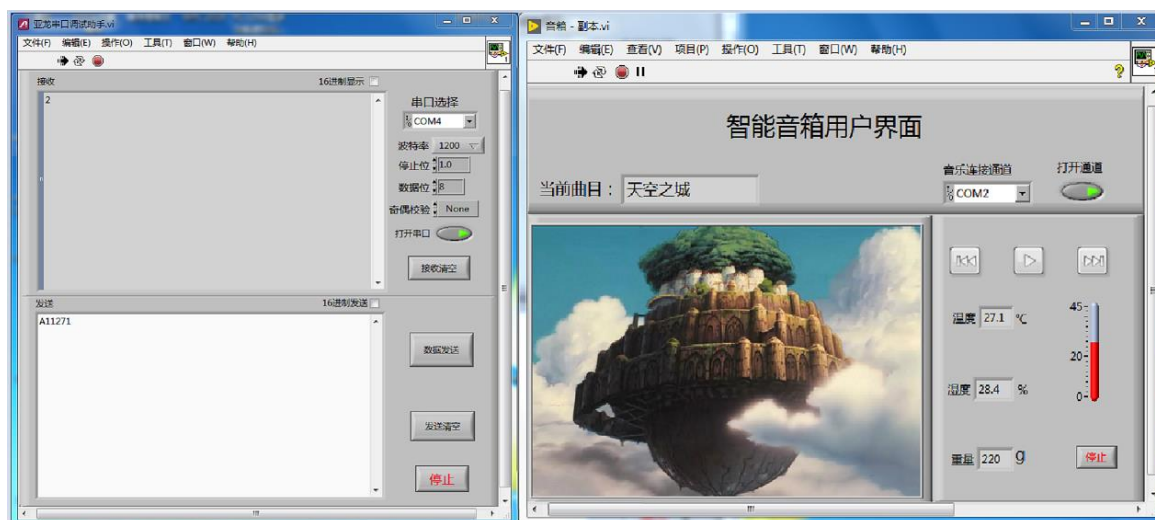 亚龙串口调试助手.vi
文件(F) 编辑(E) 操作(O) 工具(T) 窗口(W) 帮助(H)
接收
16进制显示
2
串口选择
COM4
波特率 1200
停止位 1.0
数据位 8
奇偶校验 None
打开串口
接收清空
发送
16进制发送
A11271
数据发送
发送清空
停止
音箱 - 副本.vi
文件(F) 编辑(E) 查看(V) 项目(P) 操作(O) 工具(T) 窗口(W) 帮助(H)
智能音箱用户界面
当前曲目： 天空之城
音乐连接通道
COM2
打开通道
温度 27.1 ℃
湿度 28.4 %
重量 220 g
45
20
0
停止